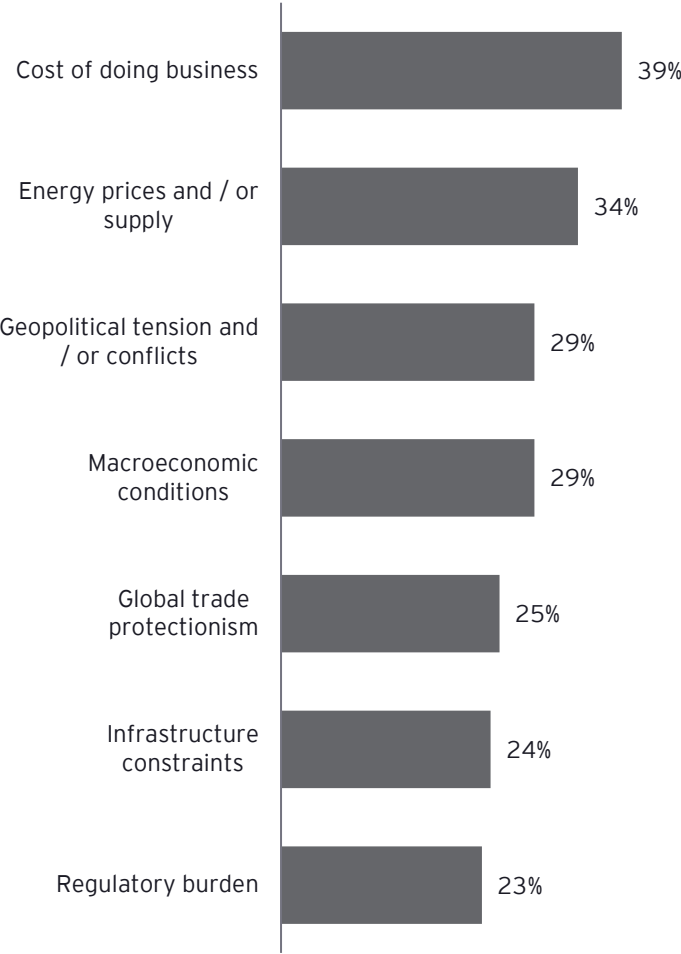 Cost of doing business
39%
Energy prices and / or
supply
34%
Geopolitical tension and
/ or conflicts
29%
Macroeconomic
conditions
29%
Global trade
protectionism
25%
Infrastructure
constraints
24%
Regulatory burden
23%